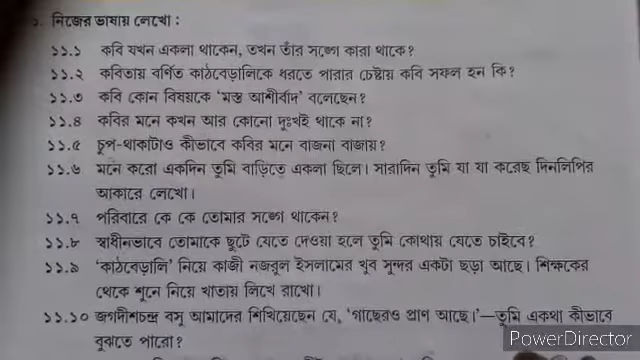 নিজের ভাষায় লেখো :
১১.১ কবি যখন একলা থাকেন, তখন তাঁর সঙ্গে কারা থাকে?
১১.২ কবিতায় বর্ণিত কাঠবেড়ালিকে ধরতে পারার চেষ্টায় কবি সফল হন কি?
১১.৩ কবি কোন বিষয়কে ‘মস্ত আশীর্বাদ’ বলেছেন?
১১.৪ কবির মনে কখন আর কোনো দুঃখই থাকে না?
১১.৫ চুপ-থাকাটাও কীভাবে কবির মনে বাজনা বাজায়?
১১.৬ মনে করো একদিন তুমি বাড়িতে একলা ছিলে। সারাদিন তুমি যা যা করেছ দিনলিপির
আকারে লেখো।
১১.৭ পরিবারে কে কে তোমার সঙ্গে থাকেন?
১১.৮ স্বাধীনভাবে তোমাকে ছুটে যেতে দেওয়া হলে তুমি কোথায় যেতে চাইবে?
১১.৯ ‘কাঠবেড়ালি’ নিয়ে কাজী নজরুল ইসলামের খুব সুন্দর একটা ছড়া আছে। শিক্ষকের
থেকে শুনে নিয়ে খাতায় লিখে রাখো।
১১.১০ জগদীশচন্দ্র বসু আমাদের শিখিয়েছেন যে, ‘গাছেরও প্রাণ আছে।’—তুমি একথা কীভাবে
বুঝতে পারো?
PowerDirector